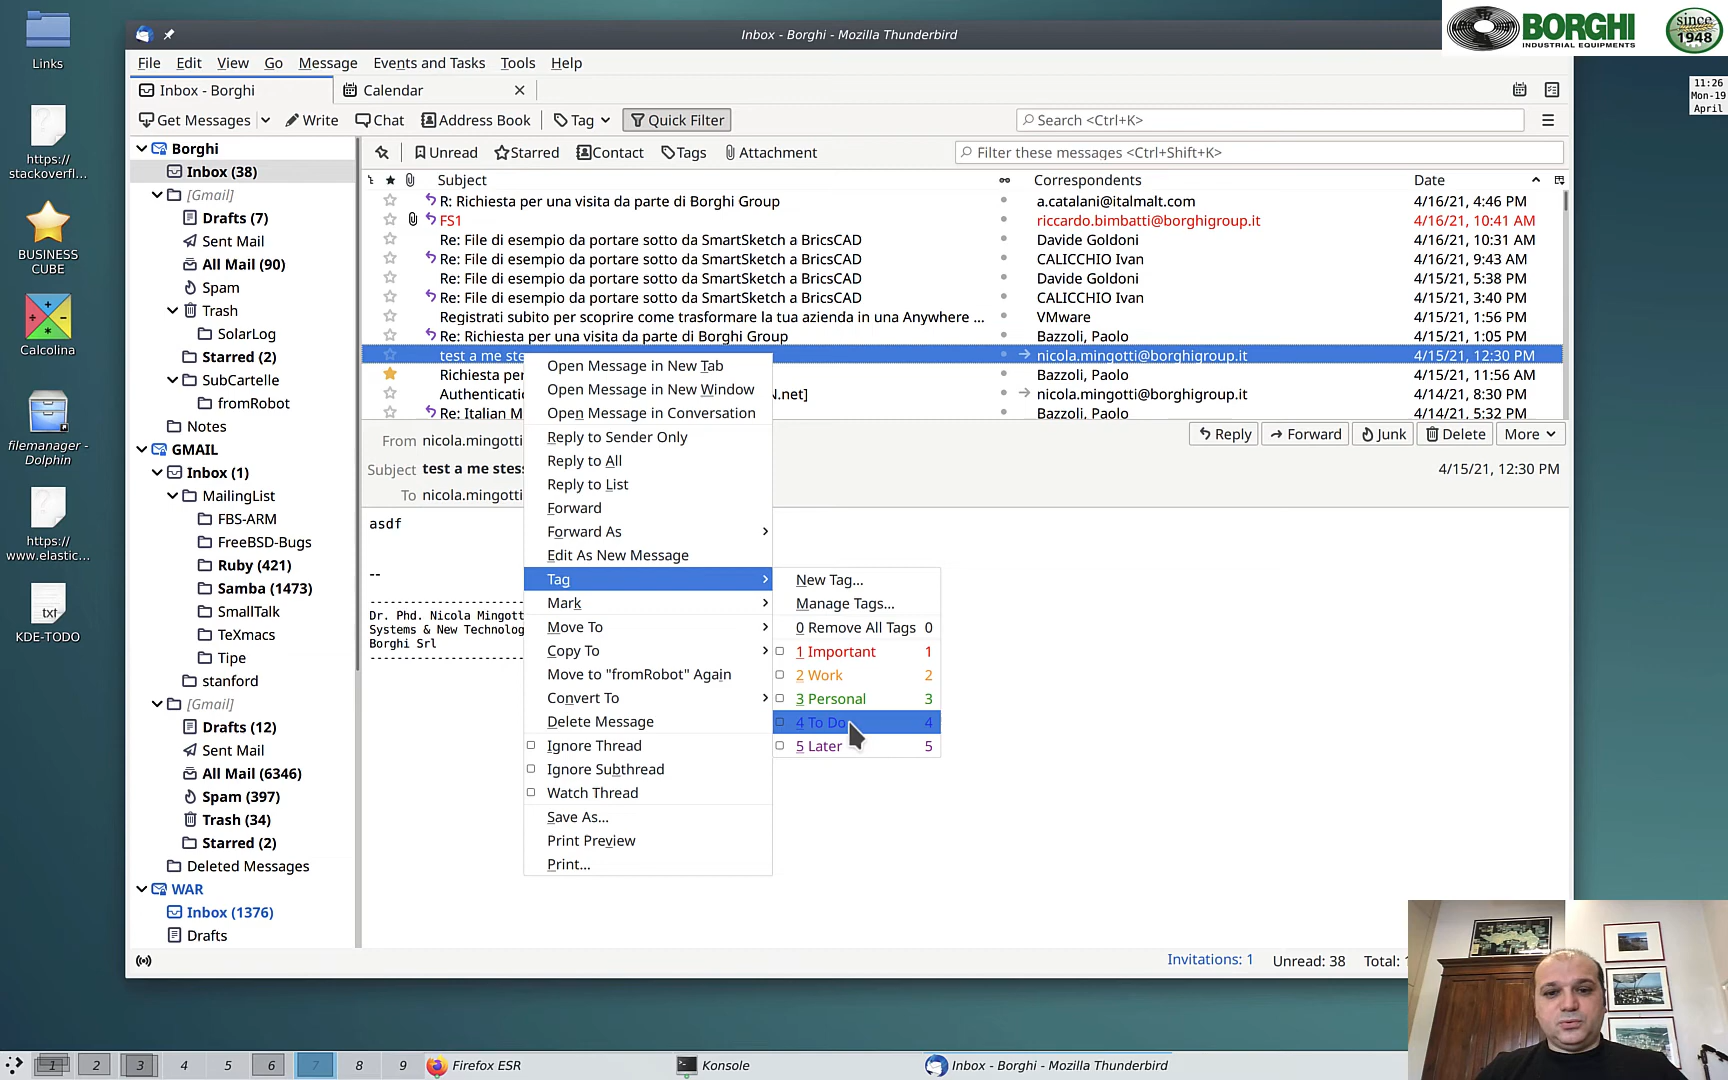 Links
https://
stackoverfl...
BUSINESS
CUBE
Calcolina
filemanager -
Dolphin
https://
www.elastic...
txt
KDE-TODO
Inbox - Borghi - Mozilla Thunderbird
BORGHI
INDUSTRIAL EQUIPMENTS
since
1948
11:26
Mon-19
April
File Edit View Go Message Events and Tasks Tools Help
Inbox - Borghi
Calendar
Get Messages Write Chat Address Book Tag Quick Filter
Search <Ctrl+K>
Unread Starred Contact Tags Attachment
Filter these messages <Ctrl+Shift+K>
Borghi
Inbox (38)
[Gmail]
Drafts (7)
Sent Mail
All Mail (90)
Spam
Trash
SolarLog
Starred (2)
SubCartelle
fromRobot
Notes
GMAIL
Inbox (1)
MailingList
FBS-ARM
FreeBSD-Bugs
Ruby (421)
Samba (1473)
SmallTalk
TeXmacs
Tipe
stanford
[Gmail]
Drafts (12)
Sent Mail
All Mail (6346)
Spam (397)
Trash (34)
Starred (2)
Deleted Messages
WAR
Inbox (1376)
Drafts
Subject Correspondents Date
R: Richiesta per una visita da parte di Borghi Group a.catalani@italmalt.com 4/16/21, 4:46 PM
FS1 riccardo.bimbatti@borghigroup.it 4/16/21, 10:41 AM
Re: File di esempio da portare sotto da SmartSketch a BricsCAD Davide Goldoni 4/16/21, 10:31 AM
Re: File di esempio da portare sotto da SmartSketch a BricsCAD CALICCHIO Ivan 4/16/21, 9:43 AM
Re: File di esempio da portare sotto da SmartSketch a BricsCAD Davide Goldoni 4/15/21, 5:38 PM
Re: File di esempio da portare sotto da SmartSketch a BricsCAD CALICCHIO Ivan 4/15/21, 3:40 PM
Registrati subito per scoprire come trasformare la tua azienda in una Anywhere ... VMware 4/15/21, 1:56 PM
Re: Richiesta per una visita da parte di Borghi Group Bazzoli, Paolo 4/15/21, 1:05 PM
test a me ste nicola.mingotti@borghigroup.it 4/15/21, 12:30 PM
Richiesta per Bazzoli, Paolo 4/15/21, 11:56 AM
Authenticatio N.net] nicola.mingotti@borghigroup.it 4/14/21, 8:30 PM
Re: Italian M Bazzoli, Paolo 4/14/21, 5:32 PM
From nicola.mingotti
Reply Forward Junk Delete More
Subject test a me stess
4/15/21, 12:30 PM
To nicola.mingotti
asdf
--
-----------------------
Dr. Phd. Nicola Mingott
Systems & New Technolog
Borghi Srl
-----------------------
Open Message in New Tab
Open Message in New Window
Open Message in Conversation
Reply to Sender Only
Reply to All
Reply to List
Forward
Forward As
Edit As New Message
Tag
Mark
Move To
Copy To
Move to "fromRobot" Again
Convert To
Delete Message
Ignore Thread
Ignore Subthread
Watch Thread
Save As...
Print Preview
Print...
New Tag...
Manage Tags...
0 Remove All Tags 0
1 Important 1
2 Work 2
3 Personal 3
4 To Do 4
5 Later 5
Invitations: 1 Unread: 38 Total:
1 2 3 4 5 6 7 8 9 Firefox ESR Konsole Inbox - Borghi - Mozilla Thunderbird